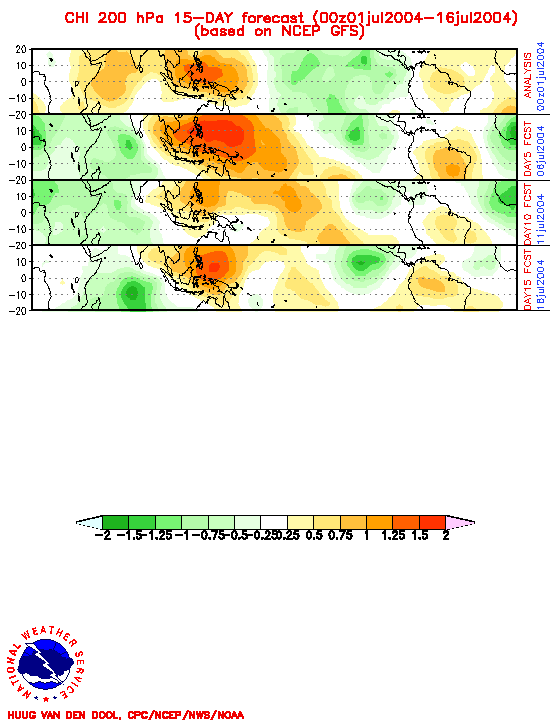 CHI 200 hPa 15-DAY forecast (00z01jul2004-16jul2004)
(based on NCEP GFS)
20
10
0
-10
ANALYSIS
00z01jul2004
-20
20
10
0
-10
DAY5 FCST
06jul2004
-20
20
10
0
-10
DAY10 FCST
11jul2004
-20
20
10
0
-10
-20
DAY15 FCST
16jul2004
-2 -1.5 -1.25 -1 -0.75 -0.5 -0.25 0.25 0.5 0.75 1 1.25 1.5 2
NATIONAL WEATHER SERVICE
HUUG VAN DEN DOOL, CPC/NCEP/NWS/NOAA